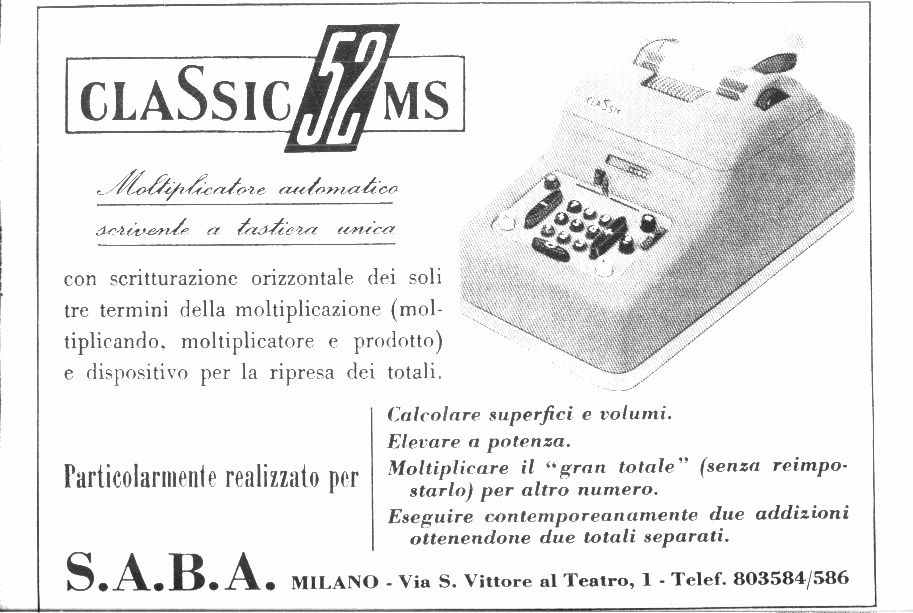 CLASSIC 52 MS
CLASSIC
Moltiplicatore automatico
scrivente a tastiera unica
con scritturazione orizzontale dei soli
tre termini della moltiplicazione (mol-
tiplicando, moltiplicatore e prodotto)
e dispositivo per la ripresa dei totali.
Particolarmente realizzato per
Calcolare superfici e volumi.
Elevare a potenza.
Moltiplicare il “gran totale” (senza reimpo-
starlo) per altro numero.
Eseguire contemporeanamente due addizioni
ottenendone due totali separati.
S.A.B.A. MILANO - Via S. Vittore al Teatro, 1 - Telef. 803584/586